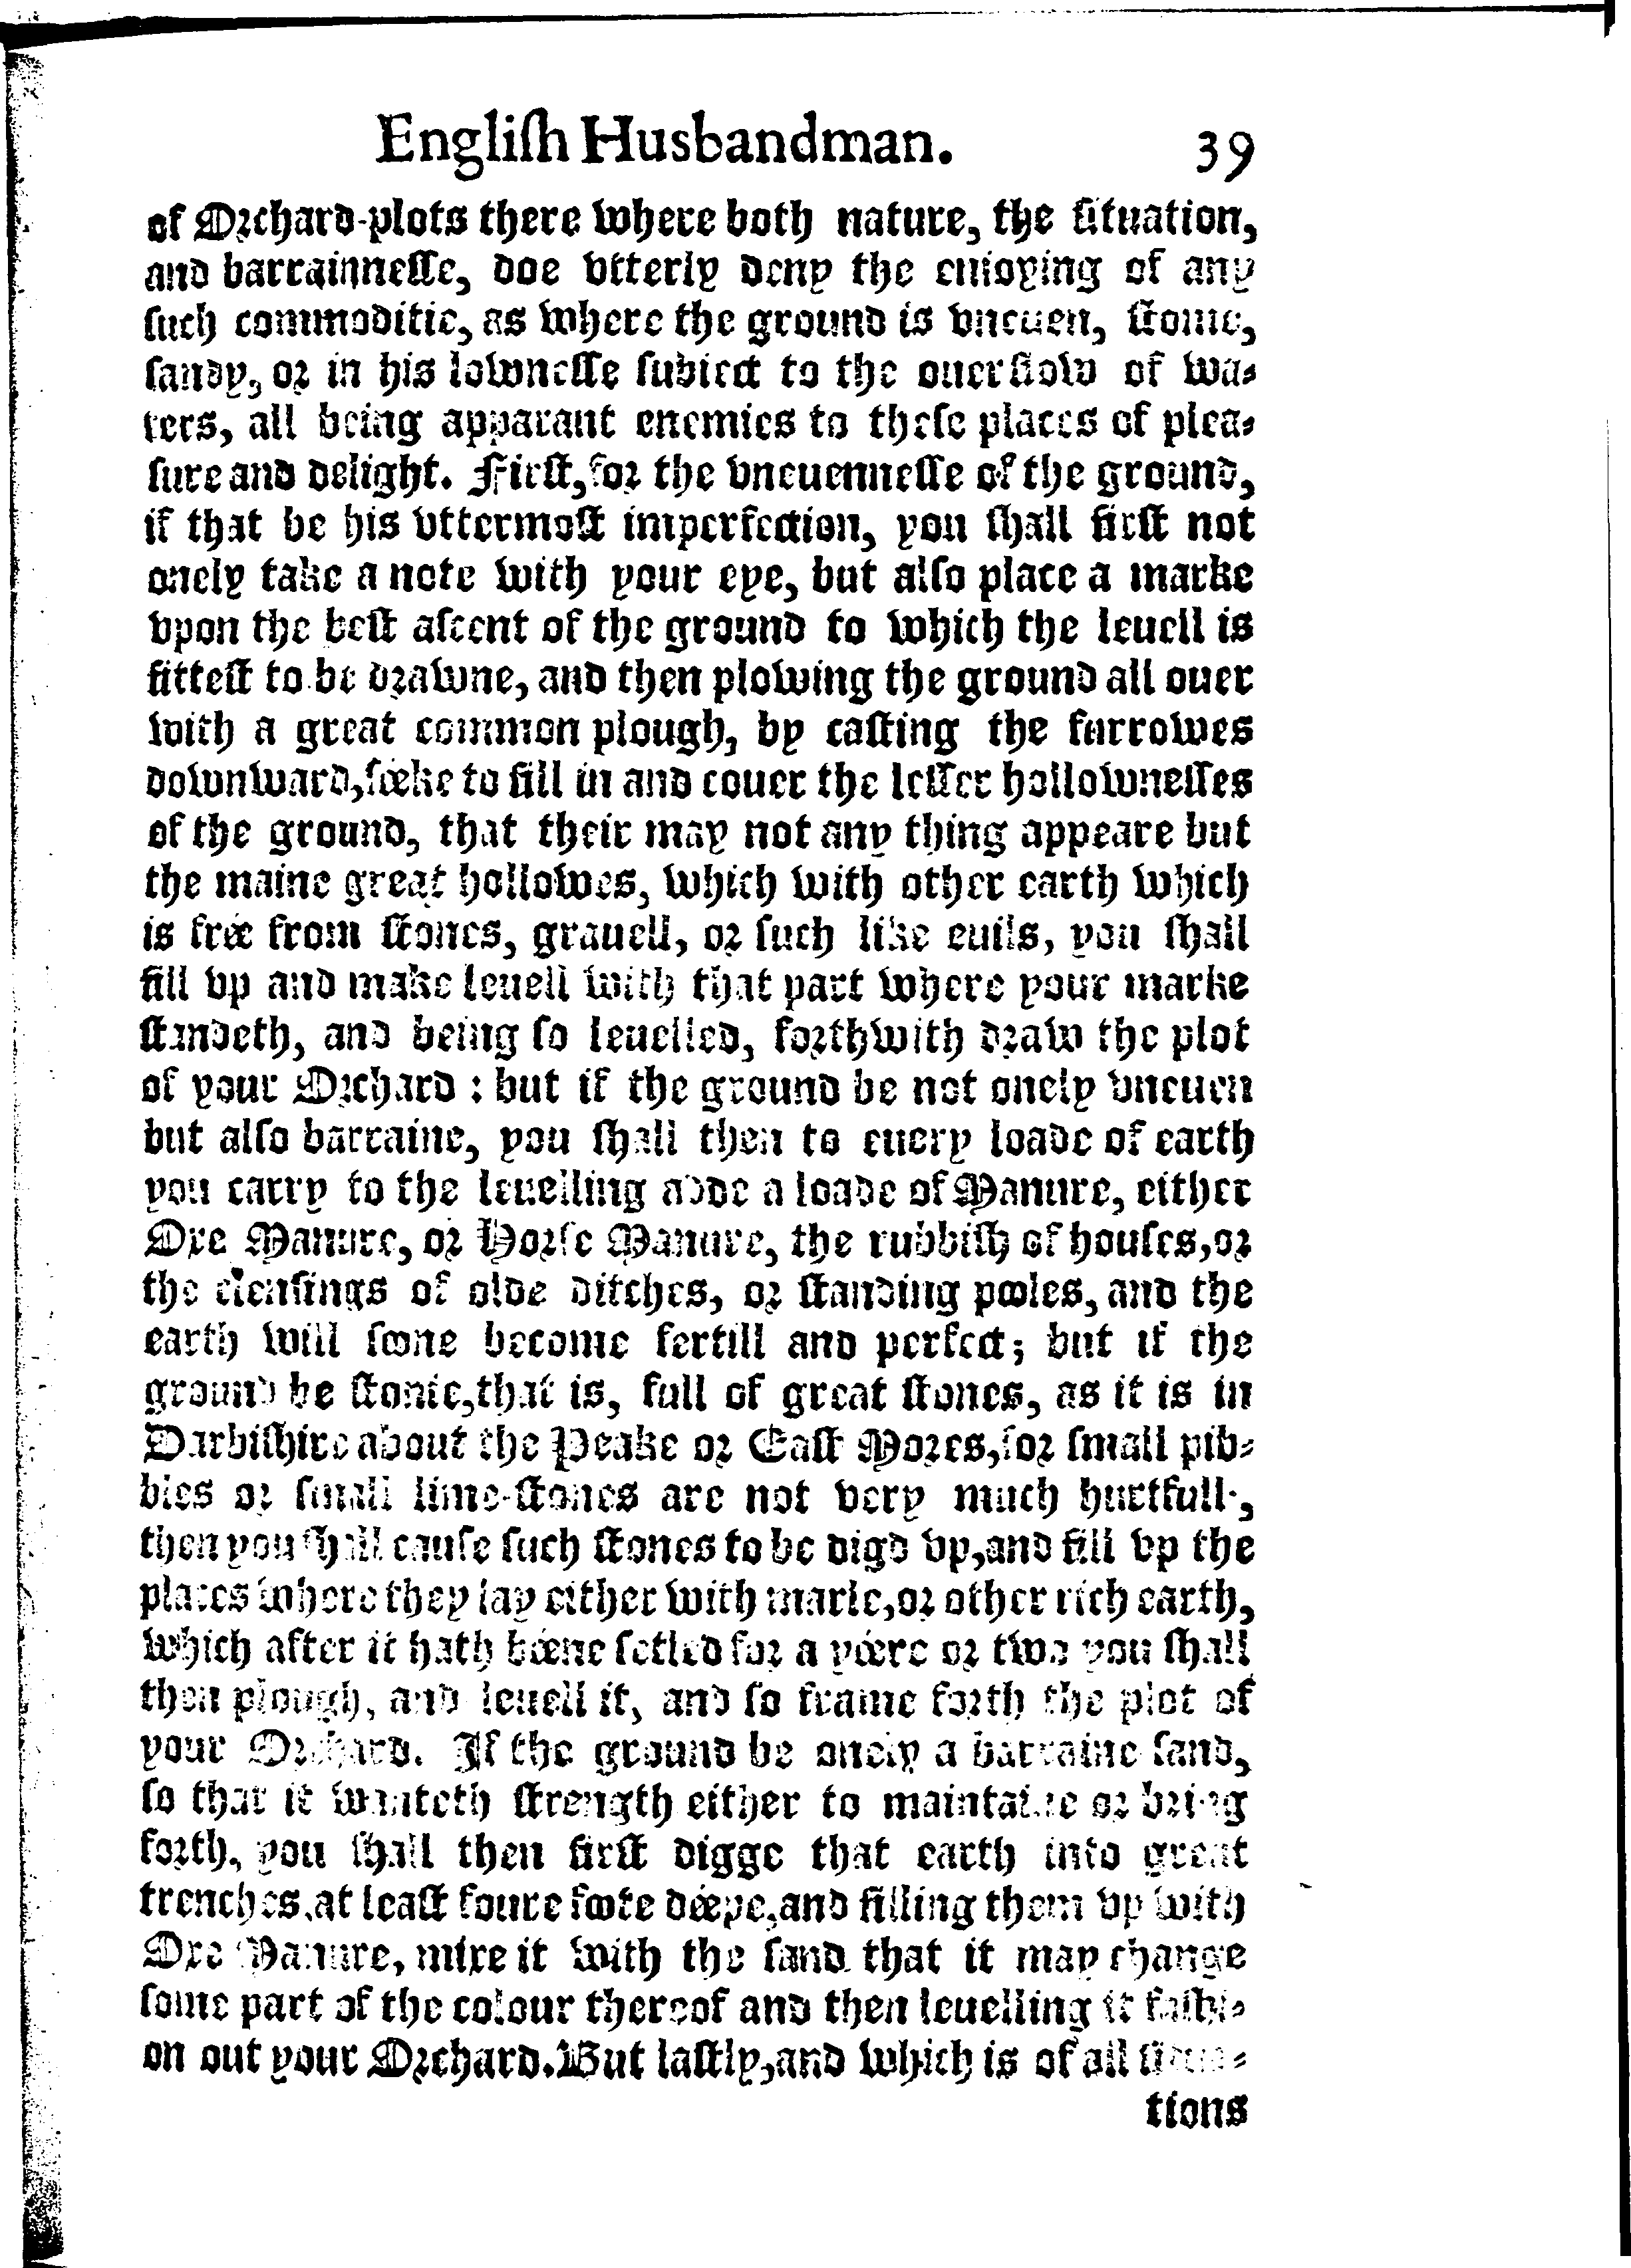 Engliſh Husbandman. 39
of Orchard-plots there where both nature, the ſituation,
and barrainneſſe, doe vtterly deny the enioying of any
ſuch commoditie, as where the ground is vneuen, ſtonie,
ſandy, or in his lowneſſe ſubiect to the ouerflow of wa-
ters, all being apparant enemies to theſe places of plea-
ſure and delight. Firſt, for the vneuenneſſe of the ground,
if that be his vttermoſt imperfection, you ſhall firſt not
onely take a note with your eye, but alſo place a marke
vpon the beſt aſcent of the ground to which the leuell is
fitteſt to be drawne, and then plowing the ground all ouer
with a great common plough, by caſting the furrowes
downward, ſéeke to fill in and couer the leſſer hollowneſſes
of the ground, that their may not any thing appeare but
the maine great hollowes, which with other earth which
is frée from ſtones, grauell, or ſuch like euils, you ſhall
fill vp and make leuell with that part where your marke
ſtandeth, and being ſo leuelled, forthwith draw the plot
of your Orchard : but if the ground be not onely vneuen
but alſo barraine, you ſhall then to euery loade of earth
you carry to the leuelling adde a loade of Manure, either
Oxe Manure, or Horſe Manure, the rubbiſh of houſes, or
the clenſings of olde ditches, or ſtanding pooles, and the
earth will ſoone become fertill and perfect; but if the
ground be ſtonie, that is, full of great ſtones, as it is in
Darbiſhire about the Peake or Eaſt Mores, for ſmall pib-
bles or ſmall lime-ſtones are not very much hurtfull,
then you ſhall cauſe ſuch ſtones to be digd vp, and fill vp the
places where they lay either with marle, or other rich earth,
which after it hath béene ſetled for a yéere or two you ſhall
then plough, and leuell it, and ſo frame forth the plot of
your Orchard. If the ground be onely a barraine ſand,
ſo that it wanteth ſtrength either to maintaine or bring
forth, you ſhall then firſt digge that earth into great
trenches, at leaſt foure foote déepe, and filling them vp with
Oxe Manure, mixe it with the ſand that it may change
ſome part of the colour thereof and then leuelling it faſhi-
on out your Orchard. But laſtly, and which is of all ſitua-
tions